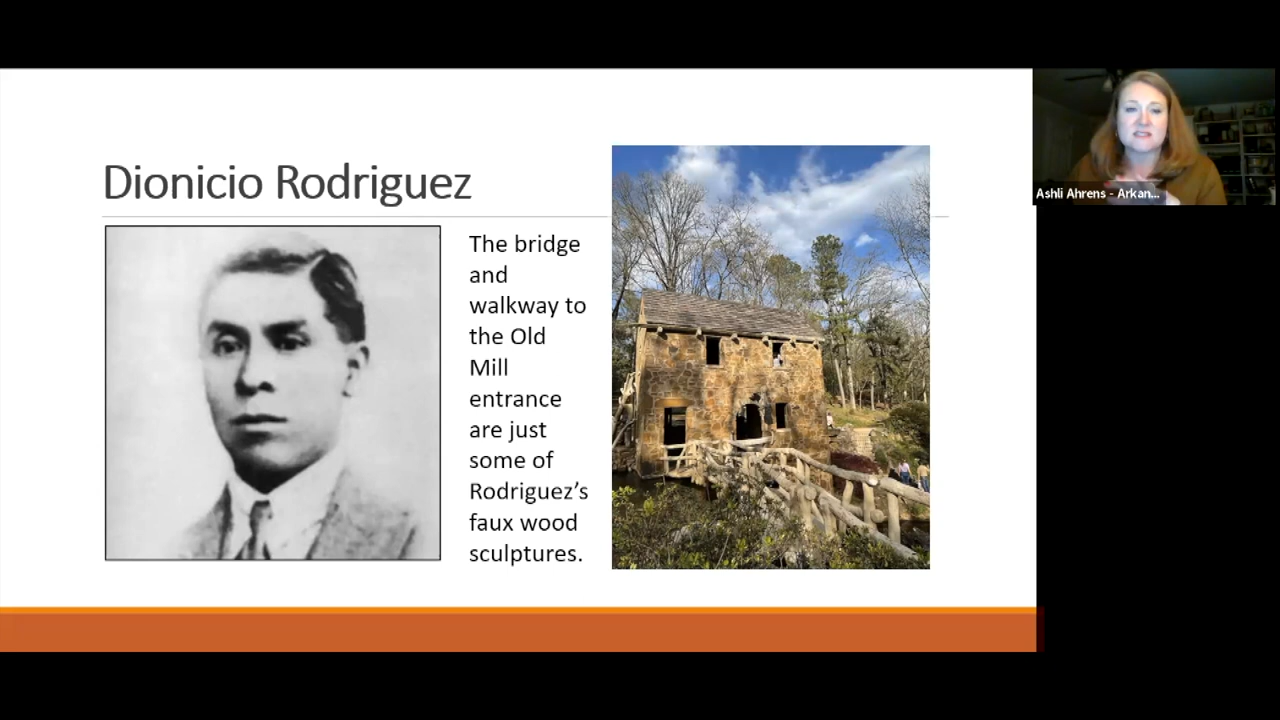 Dionicio Rodriguez
The bridge
and
walkway to
the Old
Mill
entrance
are just
some of
Rodriguez’s
faux wood
sculptures.
Ashli Ahrens - Arkan...